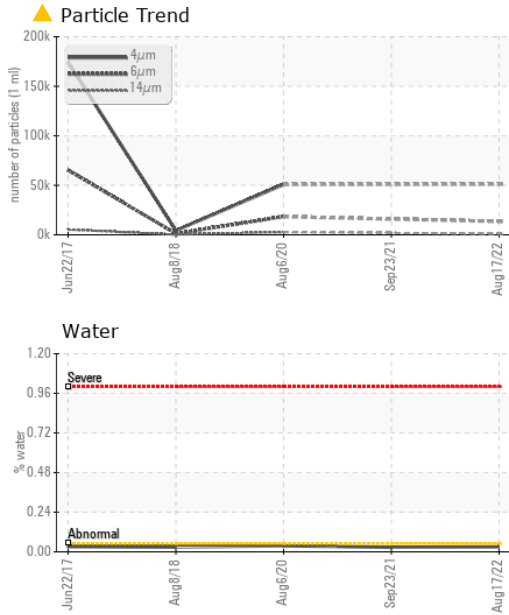 Particle Trend
200k
150k
100k
50k
0k
number of particles (1 ml)
4µm
6µm
14µm
Jun22/17
Aug8/18
Aug6/20
Sep23/21
Aug17/22
Water
1.20
0.96
0.72
0.48
0.24
0.00
% water
Severe
Abnormal
Jun22/17
Aug8/18
Aug6/20
Sep23/21
Aug17/22